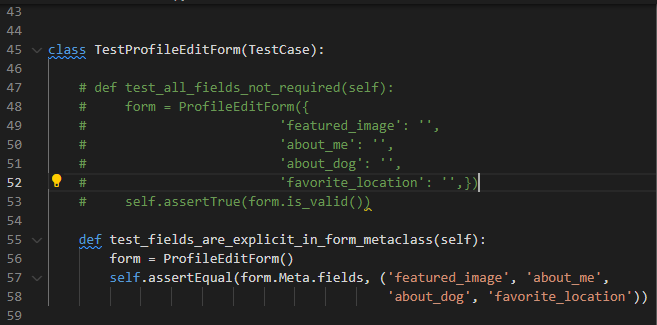 43
44
45 class TestProfileEditForm(TestCase):
46
47 # def test_all_fields_not_required(self):
48 #     form = ProfileEditForm({
49 #                         'featured_image': '',
50 #                         'about_me': '',
51 #                         'about_dog': '',
52 #                         'favorite_location': '',})
53 #     self.assertTrue(form.is_valid())
54
55 def test_fields_are_explicit_in_form_metaclass(self):
56     form = ProfileEditForm()
57     self.assertEqual(form.Meta.fields, ('featured_image', 'about_me',
58                                         'about_dog', 'favorite_location'))
59